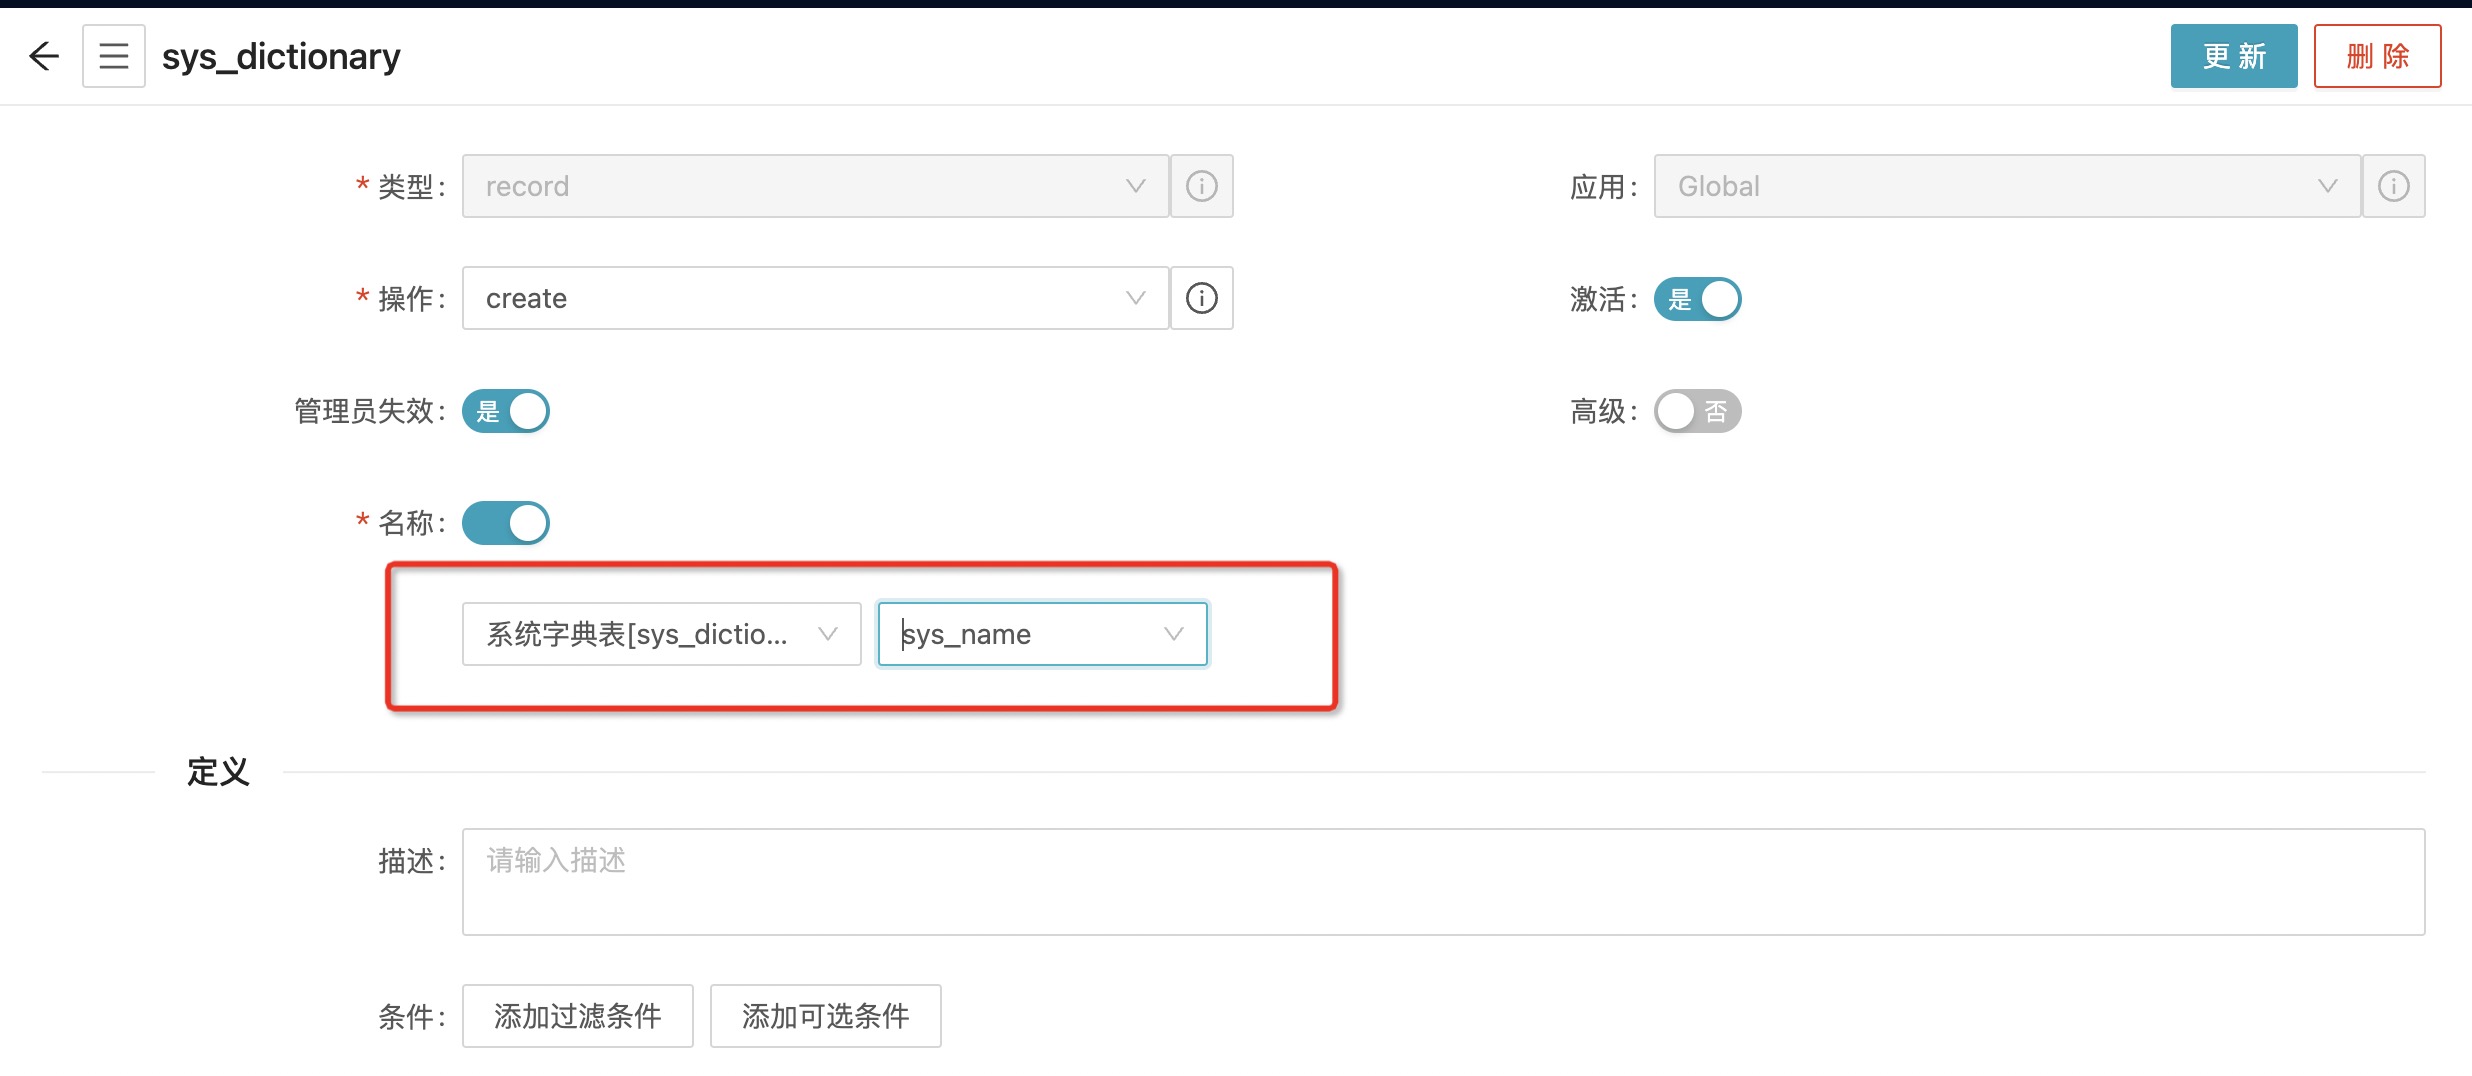 sys_dictionary
更 新
删 除
* 类型: record
应用: Global
* 操作: create
激活: 是
管理员失效: 是
高级: 否
* 名称:
系统字典表[sys_dictio... sys_name
定义
描述: 请输入描述
条件: 添加过滤条件 添加可选条件